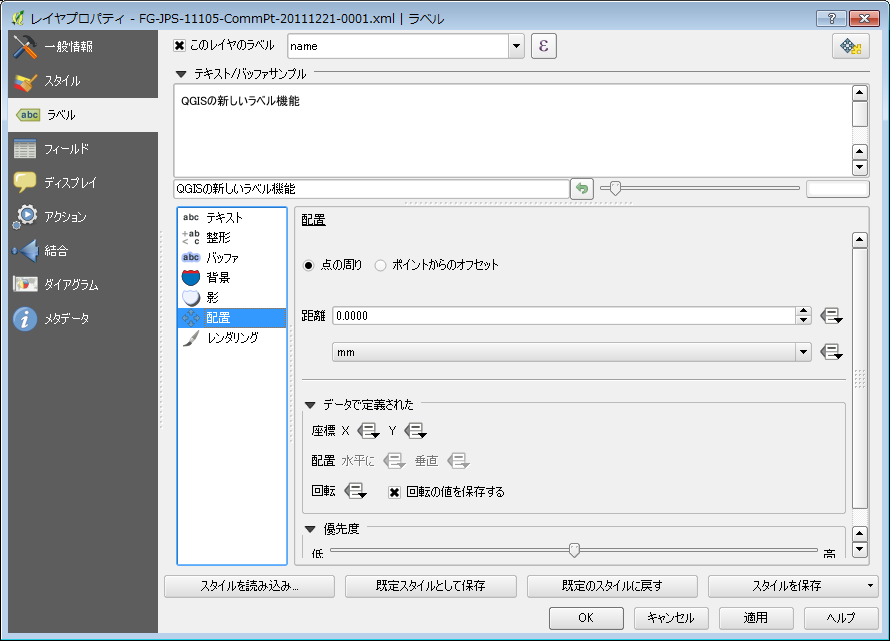 レイヤプロパティ - FG-JPS-11105-CommPt-20111221-0001.xml | ラベル
一般情報
スタイル
abc ラベル
フィールド
ディスプレイ
アクション
結合
ダイアグラム
メタデータ
このレイヤのラベル name ε
テキスト/バッファサンプル
QGISの新しいラベル機能
QGISの新しいラベル機能
abc テキスト
+ab < c 整形
abc バッファ
背景
影
配置
レンダリング
配置
点の周り ポイントからのオフセット
距離 0.0000
mm
データで定義された
座標 X Y
配置 水平に 垂直
回転 回転の値を保存する
優先度
低 高
スタイルを読み込み... 既定スタイルとして保存 既定のスタイルに戻す スタイルを保存
OK キャンセル 適用 ヘルプ